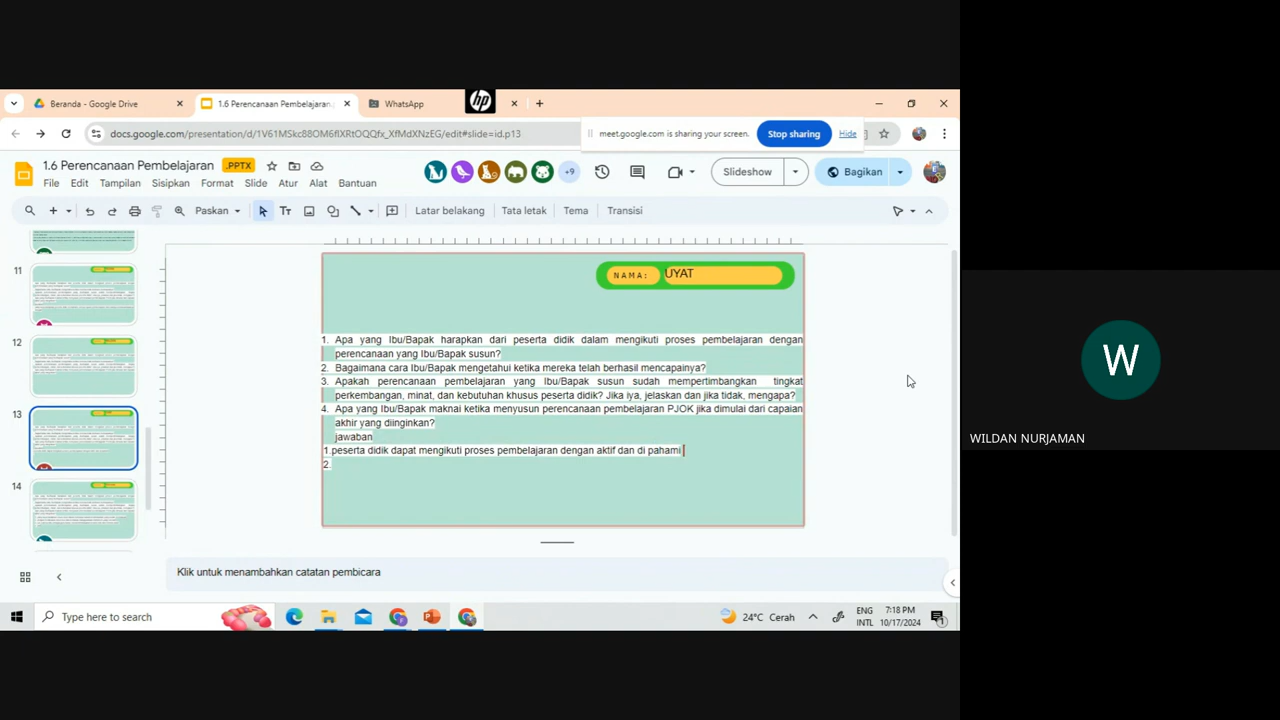 Beranda - Google Drive
1.6 Perencanaan Pembelajaran
WhatsApp
hp
docs.google.com/presentation/d/1V61MSkc88OM6flXRtOQQfx_XfMdXNzEG/edit#slide=id.p13
meet.google.com is sharing your screen.
Stop sharing
Hide
1.6 Perencanaan Pembelajaran
.PPTX
+9
Slideshow
Bagikan
File Edit Tampilan Sisipkan Format Slide Atur Alat Bantuan
Paskan
Latar belakang
Tata letak
Tema
Transisi
11
12
13
14
NAMA: UYAT
1. Apa yang Ibu/Bapak harapkan dari peserta didik dalam mengikuti proses pembelajaran dengan
perencanaan yang Ibu/Bapak susun?
2. Bagaimana cara Ibu/Bapak mengetahui ketika mereka telah berhasil mencapainya?
3. Apakah perencanaan pembelajaran yang Ibu/Bapak susun sudah mempertimbangkan tingkat
perkembangan, minat, dan kebutuhan khusus peserta didik? Jika iya, jelaskan dan jika tidak, mengapa?
4. Apa yang Ibu/Bapak maknai ketika menyusun perencanaan pembelajaran PJOK jika dimulai dari capaian
akhir yang diinginkan?
jawaban
1.peserta didik dapat mengikuti proses pembelajaran dengan aktif dan di pahami
2.
Klik untuk menambahkan catatan pembicara
Type here to search
24°C Cerah
ENG
INTL
7:18 PM
10/17/2024
1
W
WILDAN NURJAMAN